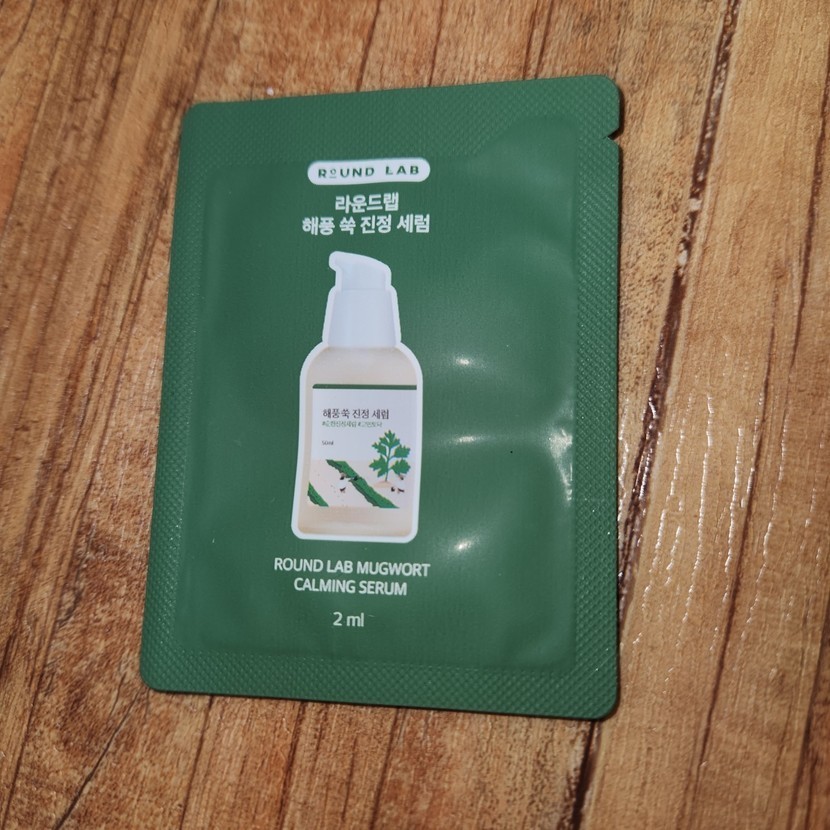 ROUND LAB
라운드랩
해풍 쑥 진정 세럼
해풍쑥 진정 세럼
ROUND LAB MUGWORT
CALMING SERUM
2 ml